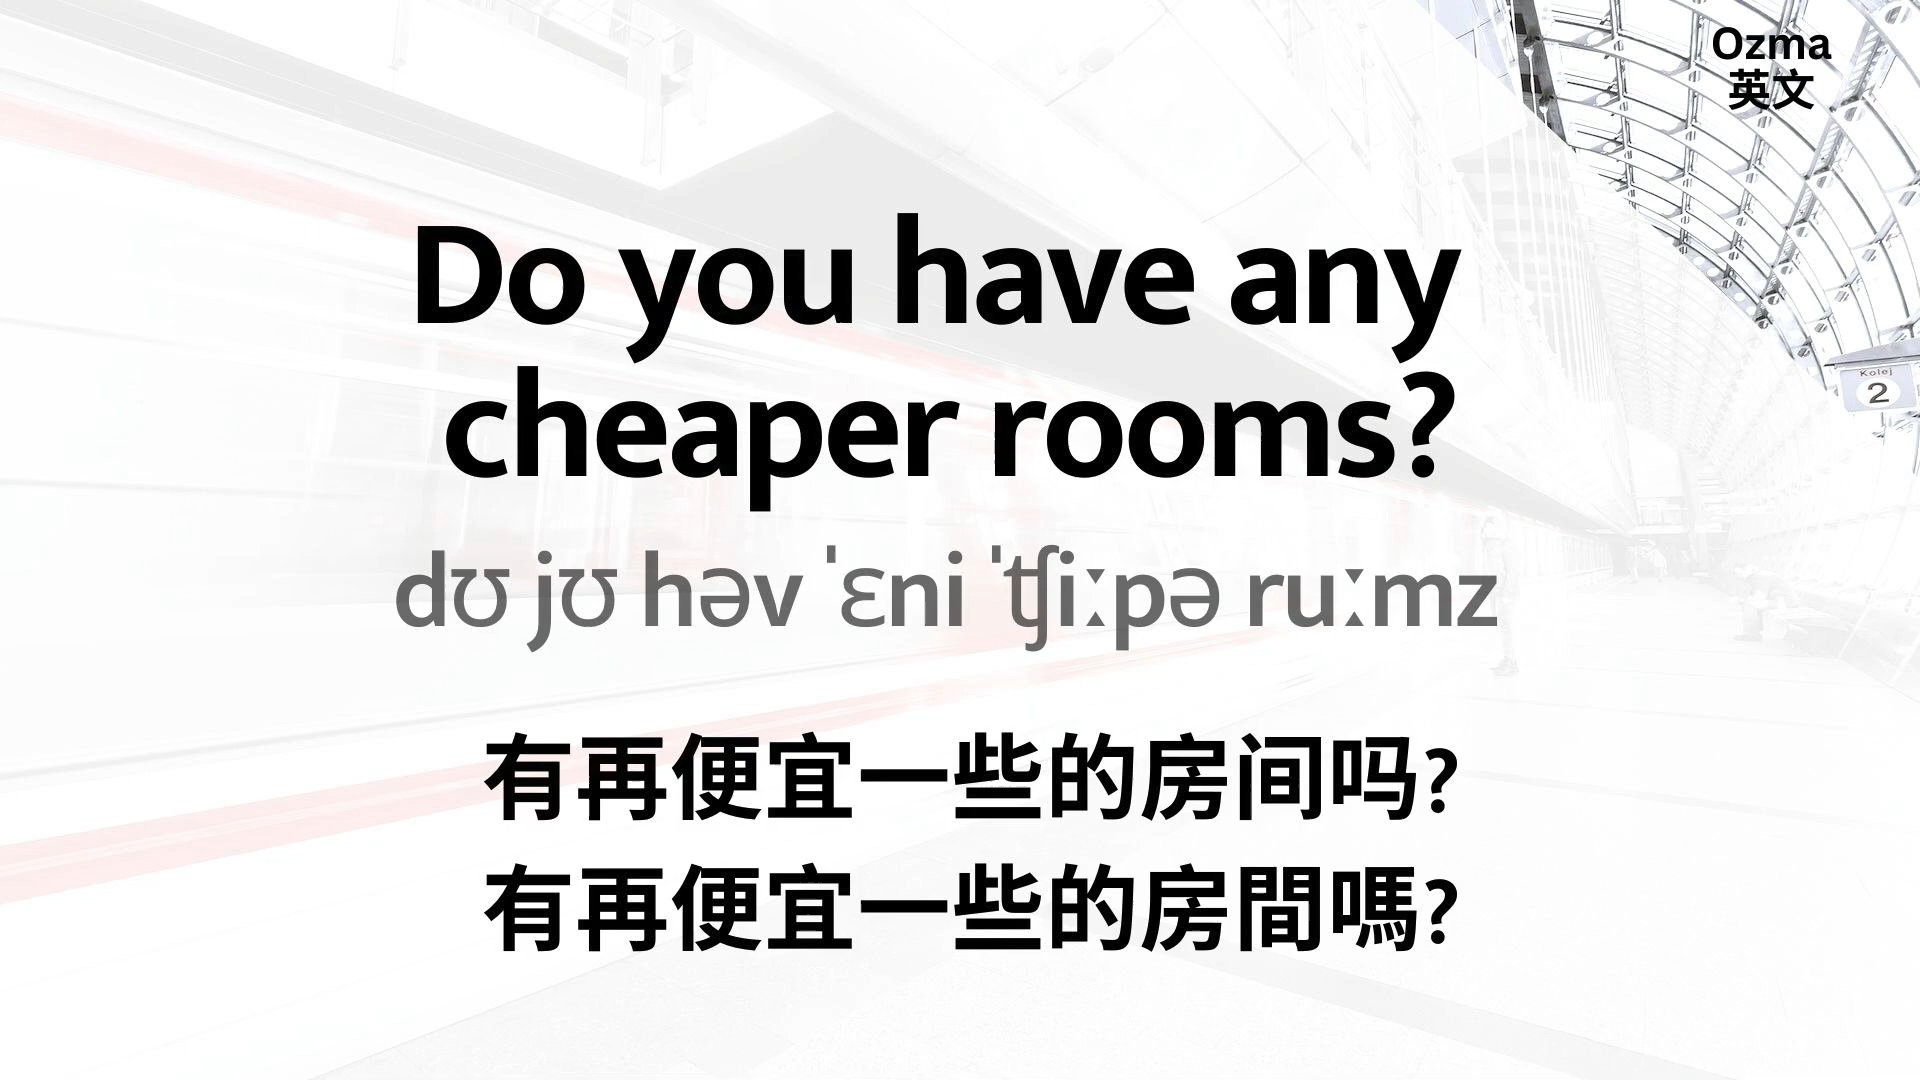 Ozma
英文
Do you have any
cheaper rooms?
dʊ jʊ həv ˈɛni ˈʧiːpə ruːmz
有再便宜一些的房间吗?
有再便宜一些的房間嗎?
Kolej
2